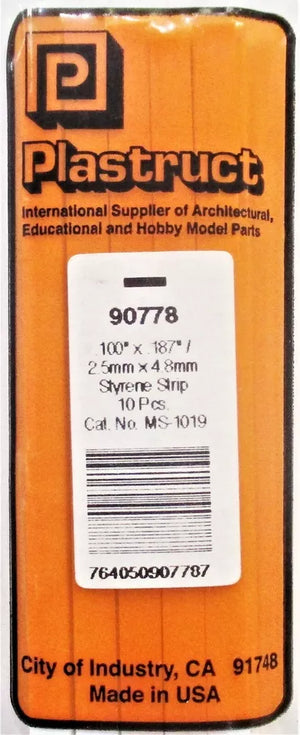 P
Plastruct
International Supplier of Architectural,
Educational and Hobby Model Parts
90778
.100" x .187" /
2.5mm x 4.8mm
Styrene Strip
10 Pcs.
Cat. No. MS-1019
764050907787
City of Industry, CA 91748
Made in USA